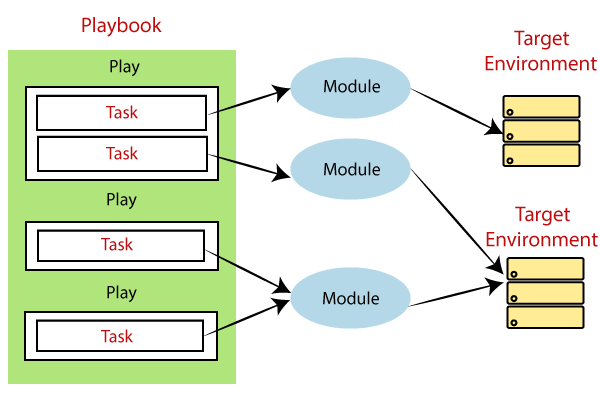 Playbook
Play
Task
Task
Play
Task
Play
Task
Module
Module
Module
Target
Environment
Target
Environment